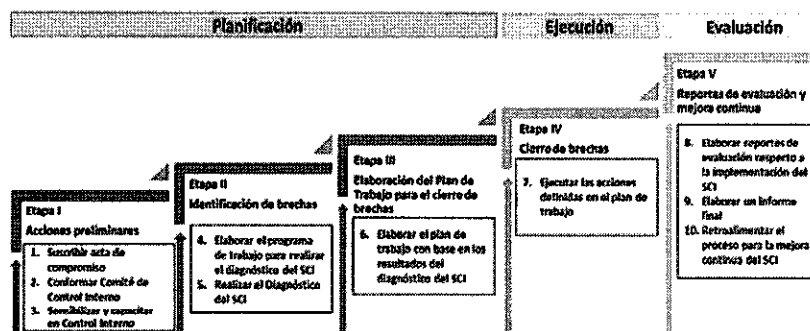 Planificación
Ejecución
Evaluación
Etapa I
Acciones preliminares
1. Suscribir acta de
compromiso
2. Conformar Comité de
Control Interno
3. Sensibilizar y capacitar
en Control Interno
Etapa II
Identificación de brechas
4. Elaborar el programa
de trabajo para realizar
el diagnóstico del SCI
5. Realizar el Diagnóstico
del SCI
Etapa III
Elaboración del Plan de
Trabajo para el cierre de
brechas
6. Elaborar el plan de
trabajo con base en los
resultados del
diagnóstico del SCI
Etapa IV
Cierre de brechas
7. Ejecutar las acciones
definidas en el plan de
trabajo
Etapa V
Reportes de evaluación y
mejora continua
8. Elaborar reportes de
evaluación respecto a
la implementación del
SCI
9. Elaborar un informe
final
10. Retroalimentar el
proceso para la mejora
continua del SCI